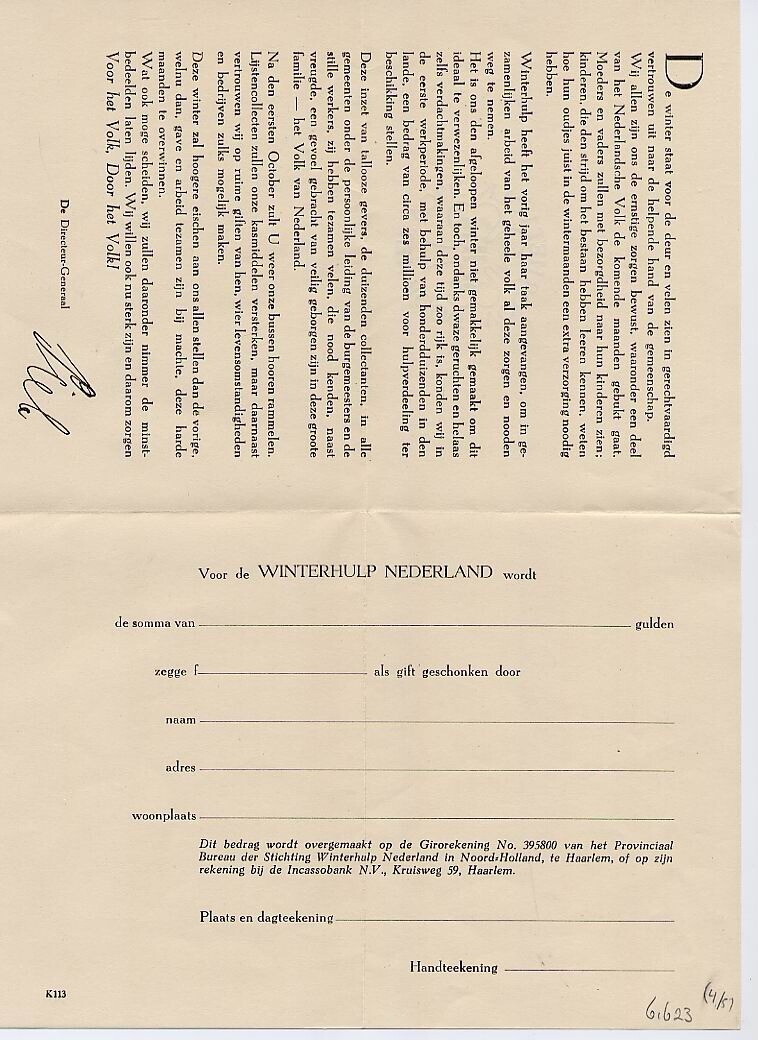 De winter staat voor de deur en velen zien in gerechtvaardigd
vertrouwen uit naar de helpende hand van de gemeenschap.
Wij allen zijn ons de ernstige zorgen bewust, waaronder een deel
van het Nederlandsche Volk de komende maanden gebukt gaat.
Moeders en vaders zullen met bezorgdheid naar hun kinderen zien;
kinderen, die den strijd om het bestaan hebben leeren kennen, weten
hoe hun oudjes juist in de wintermaanden een extra verzorging noodig
hebben.
Winterhulp heeft het vorig jaar haar taak aangevangen, om in ge-
zamenlijken arbeid van het geheele volk al deze zorgen en nooden
weg te nemen.
Het is ons den afgeloopen winter niet gemakkelijk gemaakt om dit
ideaal te verwezenlijken. En toch, ondanks dwaze geruchten en helaas
zelfs verdachtmakingen, waaraan deze tijd zoo rijk is, konden wij in
de eerste werkperiode, met behulp van honderdduizenden in den
lande, een bedrag van circa zes millioen voor hulpverdeeling ter
beschikking stellen.
Deze inzet van tallooze gevers, de duizenden collectanten, in alle
gemeenten onder de persoonlijke leiding van de burgemeesters en de
stille werkers, zij hebben tezamen velen, die nood kenden, naast
vreugde, een gevoel gebracht van veilig geborgen zijn in deze groote
familie — het Volk van Nederland.
Na den eersten October zult U weer onze bussen hooren rammelen.
Lijstencollecten zullen onze kasmiddelen versterken, maar daarnaast
vertrouwen wij op ruime giften van hen, wier levensomstandigheden
en bedrijven zulks mogelijk maken.
Deze winter zal hoogere eischen aan ons allen stellen dan de vorige,
welnu dan, gave en arbeid tezamen zijn bij machte, deze harde
maanden te overwinnen.
Wat ook moge scheiden, wij zullen daaronder nimmer de minst-
bedeelden laten lijden. Wij willen ook nu sterk zijn en daarom zorgen
Voor het Volk, Door het Volk!
De Directeur-Generaal
Voor de WINTERHULP NEDERLAND wordt
de somma van gulden
zegge f als gift geschonken door
naam
adres
woonplaats
Dit bedrag wordt overgemaakt op de Girorekening No. 395800 van het Provinciaal
Bureau der Stichting Winterhulp Nederland in Noord-Holland, te Haarlem, of op zijn
rekening bij de Incassobank N.V., Kruisweg 59, Haarlem.
Plaats en dagteekening
Handteekening
K113
6.623
(4/5)